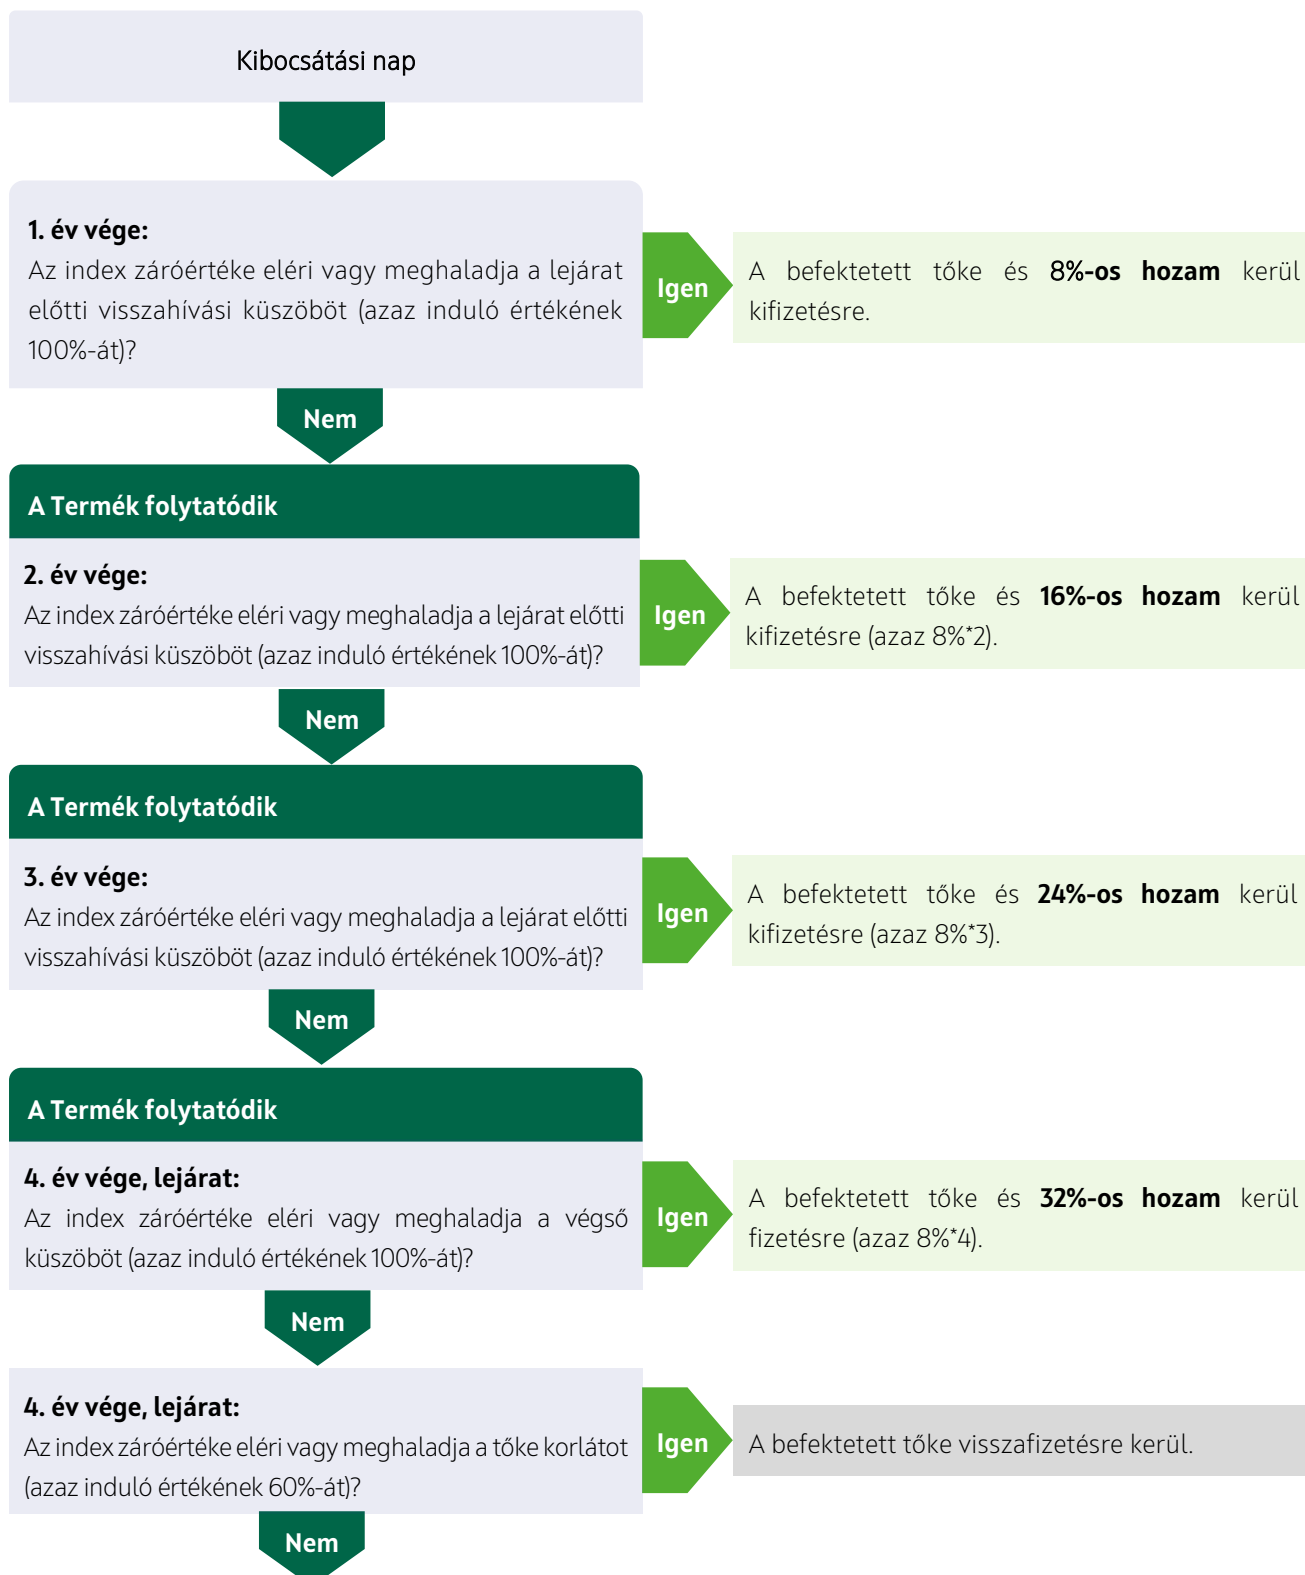 Kibocsátási nap
1. év vége:
Az index záróértéke eléri vagy meghaladja a lejárat
előtti visszahívási küszöböt (azaz induló értékének
100%-át)?
Igen
A befektetett tőke és 8%-os hozam kerül
kifizetésre.
Nem
A Termék folytatódik
2. év vége:
Az index záróértéke eléri vagy meghaladja a lejárat előtti
visszahívási küszöböt (azaz induló értékének 100%-át)?
Igen
A befektetett tőke és 16%-os hozam kerül
kifizetésre (azaz 8%*2).
Nem
A Termék folytatódik
3. év vége:
Az index záróértéke eléri vagy meghaladja a lejárat előtti
visszahívási küszöböt (azaz induló értékének 100%-át)?
Igen
A befektetett tőke és 24%-os hozam kerül
kifizetésre (azaz 8%*3).
Nem
A Termék folytatódik
4. év vége, lejárat:
Az index záróértéke eléri vagy meghaladja a végső
küszöböt (azaz induló értékének 100%-át)?
Igen
A befektetett tőke és 32%-os hozam kerül
fizetésre (azaz 8%*4).
Nem
4. év vége, lejárat:
Az index záróértéke eléri vagy meghaladja a tőke korlátot
(azaz induló értékének 60%-át)?
Igen
A befektetett tőke visszafizetésre kerül.
Nem